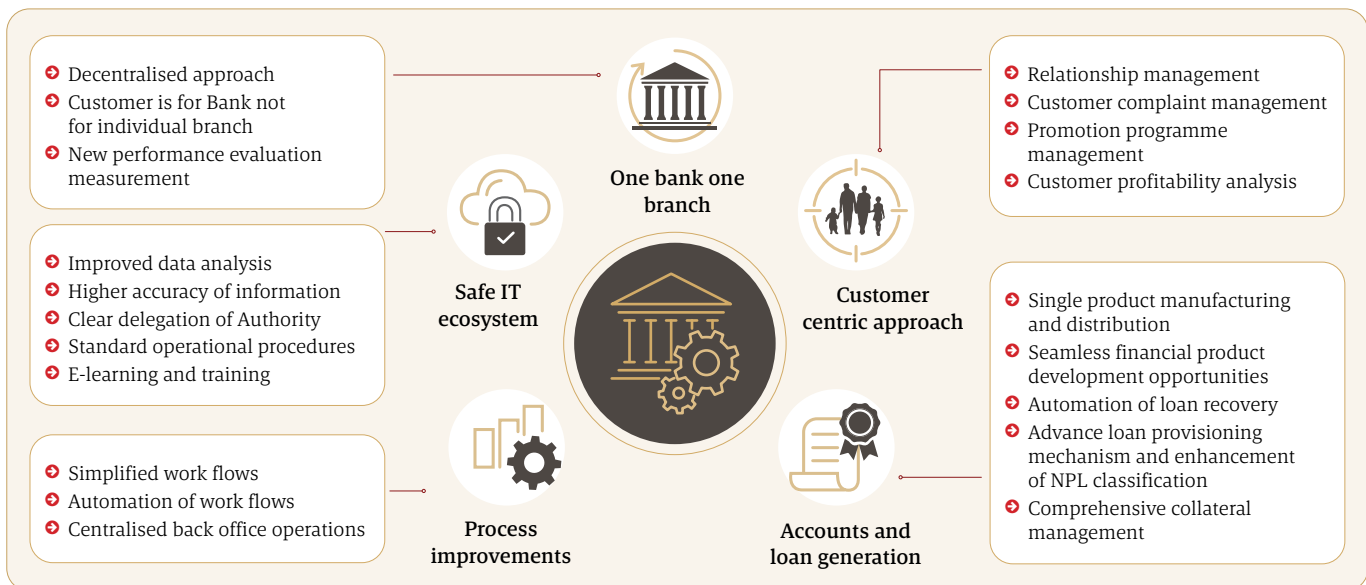 Decentralised approach
Customer is for Bank not
for individual branch
New performance evaluation
measurement
One bank one
branch
Relationship management
Customer complaint management
Promotion programme
management
Customer profitability analysis
Improved data analysis
Higher accuracy of information
Clear delegation of Authority
Standard operational procedures
E-learning and training
Safe IT
ecosystem
Customer
centric approach
Single product manufacturing
and distribution
Seamless financial product
development opportunities
Automation of loan recovery
Advance loan provisioning
mechanism and enhancement
of NPL classification
Comprehensive collateral
management
Simplified work flows
Automation of work flows
Centralised back office operations
Process
improvements
Accounts and
loan generation